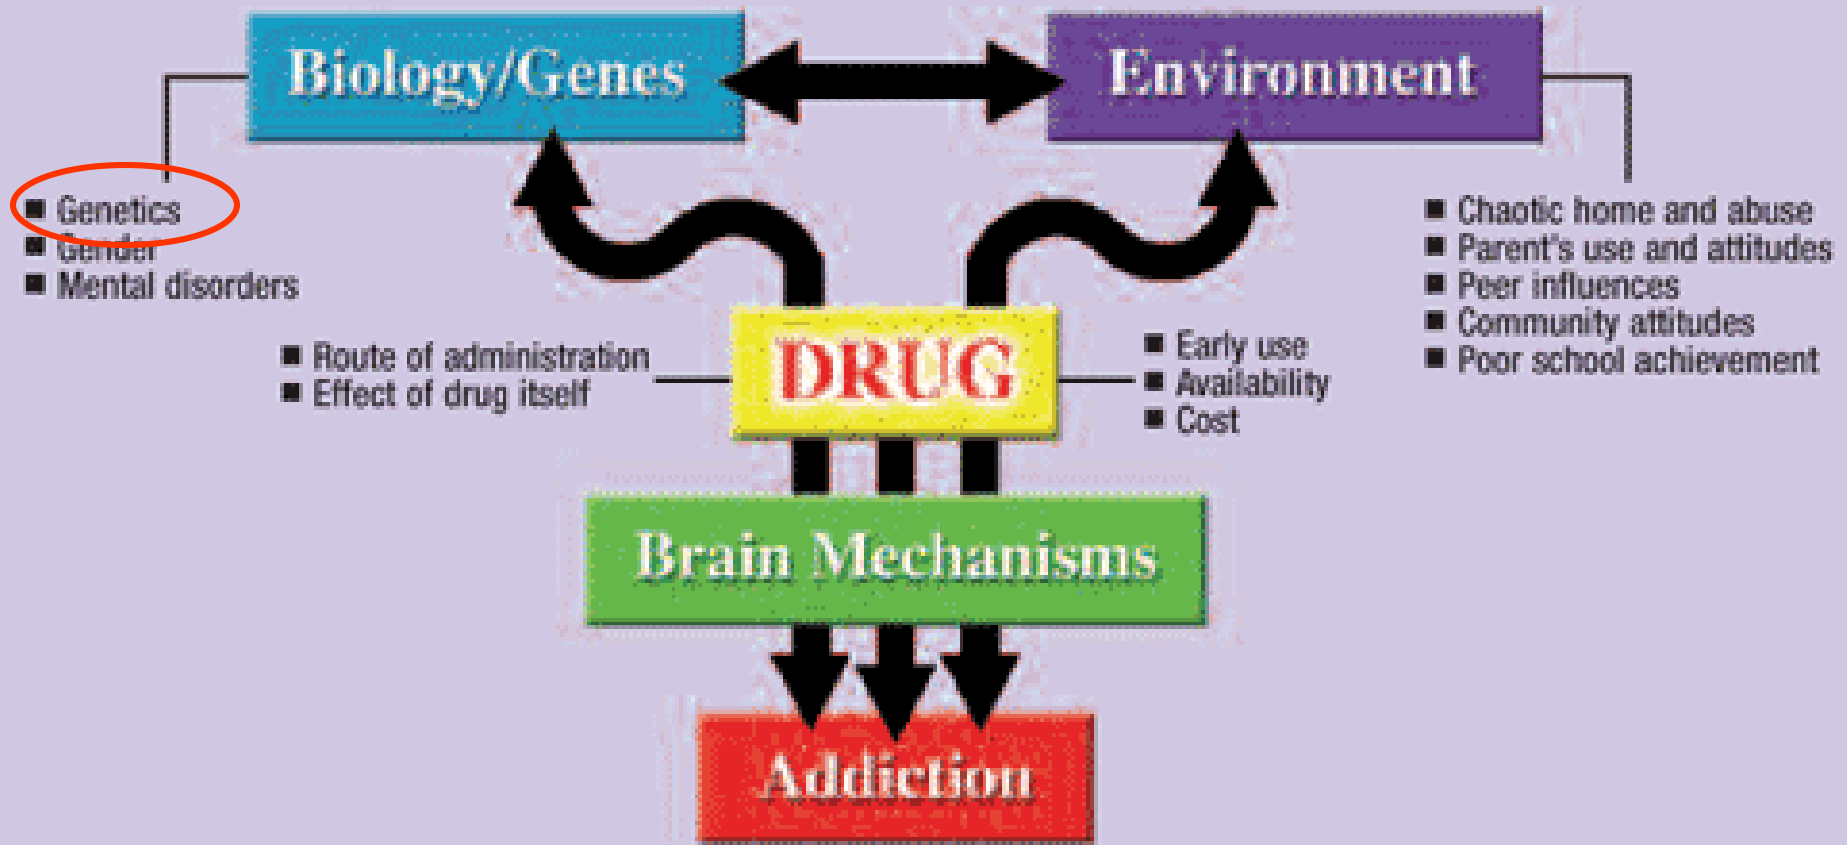 Biology/Genes
Environment
■ Genetics
■ Gender
■ Mental disorders
■ Chaotic home and abuse
■ Parent's use and attitudes
■ Peer influences
■ Community attitudes
■ Poor school achievement
■ Route of administration
■ Effect of drug itself
DRUG
■ Early use
■ Availability
■ Cost
Brain Mechanisms
Addiction